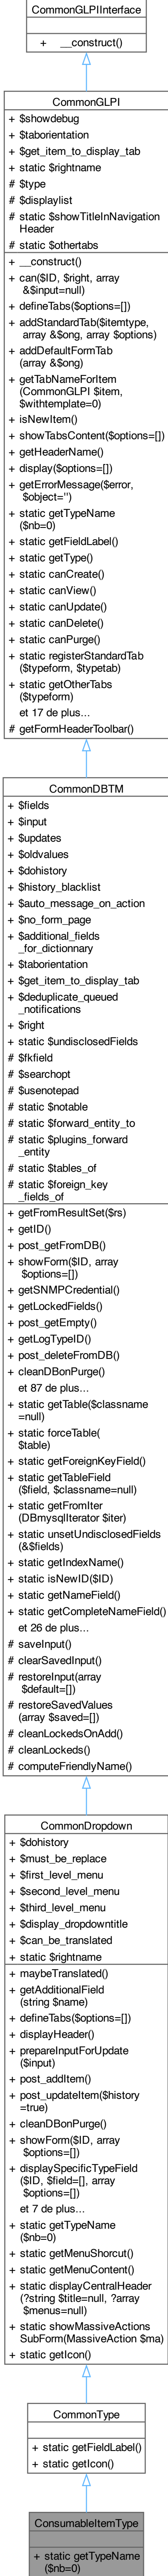 CommonGLPIInterface
+ __construct()
CommonGLPI
+ $showdebug
+ $taborientation
+ $get_item_to_display_tab
+ static $rightname
# $type
# $displaylist
# static $showTitleInNavigation
Header
# static $othertabs
+ __construct()
+ can($ID, $right, array
&$input=null)
+ defineTabs($options=[])
+ addStandardTab($itemtype,
array &$ong, array $options)
+ addDefaultFormTab
(array &$ong)
+ getTabNameForItem
(CommonGLPI $item,
$withtemplate=0)
+ isNewItem()
+ showTabsContent($options=[])
+ getHeaderName()
+ display($options=[])
+ getErrorMessage($error,
$object='')
+ static getTypeName
($nb=0)
+ static getFieldLabel()
+ static getType()
+ static canCreate()
+ static canView()
+ static canUpdate()
+ static canDelete()
+ static canPurge()
+ static registerStandardTab
($typeform, $typetab)
+ static getOtherTabs
($typeform)
et 17 de plus...
# getFormHeaderToolbar()
CommonDBTM
+ $fields
+ $input
+ $updates
+ $oldvalues
+ $dohistory
+ $history_blacklist
+ $auto_message_on_action
+ $no_form_page
+ $additional_fields
_for_dictionnary
+ $taborientation
+ $get_item_to_display_tab
+ $deduplicate_queued
_notifications
+ $right
+ static $undisclosedFields
# $fkfield
# $searchopt
# $usenotepad
# static $notable
# static $forward_entity_to
# static $plugins_forward
_entity
# static $tables_of
# static $foreign_key
_fields_of
+ getFromResultSet($rs)
+ getID()
+ post_getFromDB()
+ showForm($ID, array
$options=[])
+ getSNMPCredential()
+ getLockedFields()
+ post_getEmpty()
+ getLogTypeID()
+ post_deleteFromDB()
+ cleanDBonPurge()
et 87 de plus...
+ static getTable($classname
=null)
+ static forceTable(
$table)
+ static getForeignKeyField()
+ static getTableField
($field, $classname=null)
+ static getFromIter
(DBmysqlIterator $iter)
+ static unsetUndisclosedFields
(&$fields)
+ static getIndexName()
+ static isNewID($ID)
+ static getNameField()
+ static getCompleteNameField()
et 26 de plus...
# saveInput()
# clearSavedInput()
# restoreInput(array
$default=[])
# restoreSavedValues
(array $saved=[])
# cleanLockedsOnAdd()
# cleanLockeds()
# computeFriendlyName()
CommonDropdown
+ $dohistory
+ $must_be_replace
+ $first_level_menu
+ $second_level_menu
+ $third_level_menu
+ $display_dropdowntitle
+ $can_be_translated
+ static $rightname
+ maybeTranslated()
+ getAdditionalField
(string $name)
+ defineTabs($options=[])
+ displayHeader()
+ prepareInputForUpdate
($input)
+ post_addItem()
+ post_updateItem($history
=true)
+ cleanDBonPurge()
+ showForm($ID, array
$options=[])
+ displaySpecificTypeField
($ID, $field=[], array
$options=[])
et 7 de plus...
+ static getTypeName
($nb=0)
+ static getMenuShorcut()
+ static getMenuContent()
+ static displayCentralHeader
(?string $title=null, ?array
$menus=null)
+ static showMassiveActions
SubForm(MassiveAction $ma)
+ static getIcon()
CommonType
+ static getFieldLabel()
+ static getIcon()
ConsumableItemType
+ static getTypeName
($nb=0)